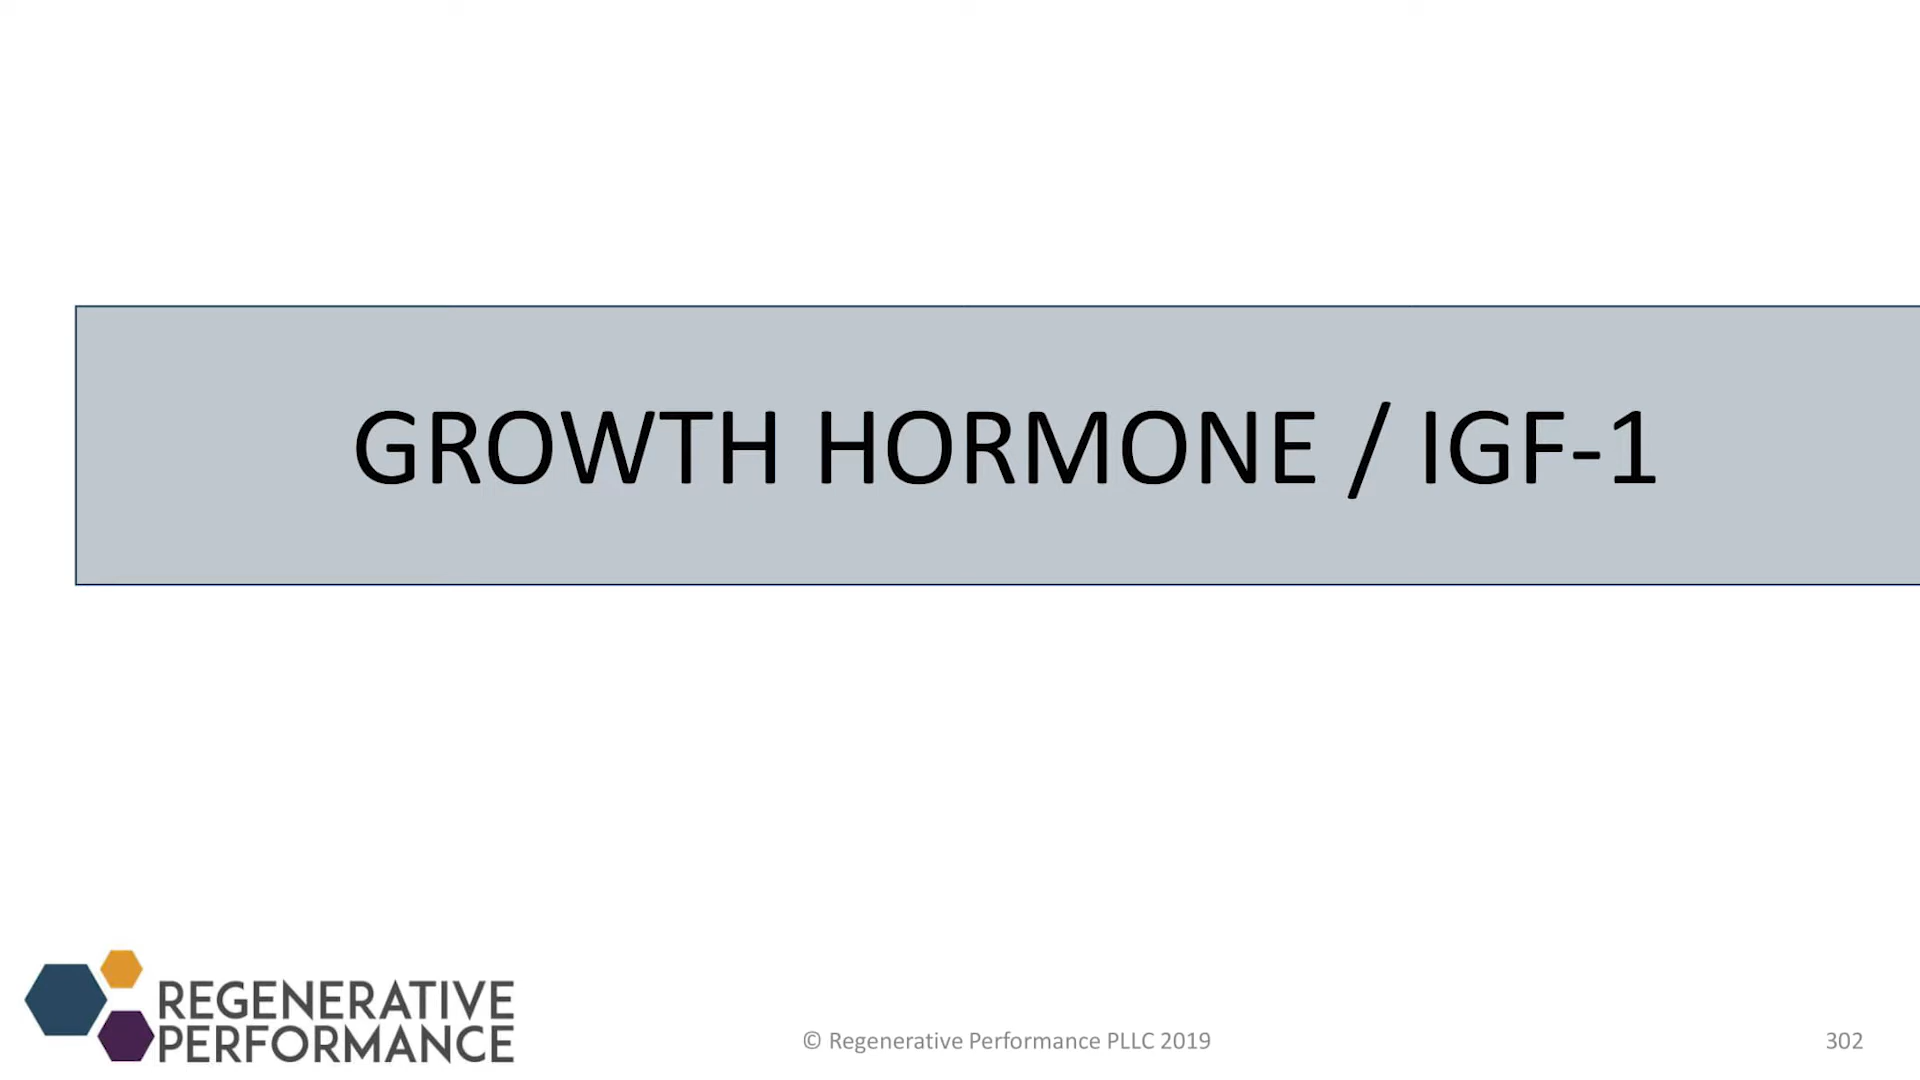 GROWTH HORMONE / IGF-1
REGENERATIVE
PERFORMANCE
© Regenerative Performance PLLC 2019
302